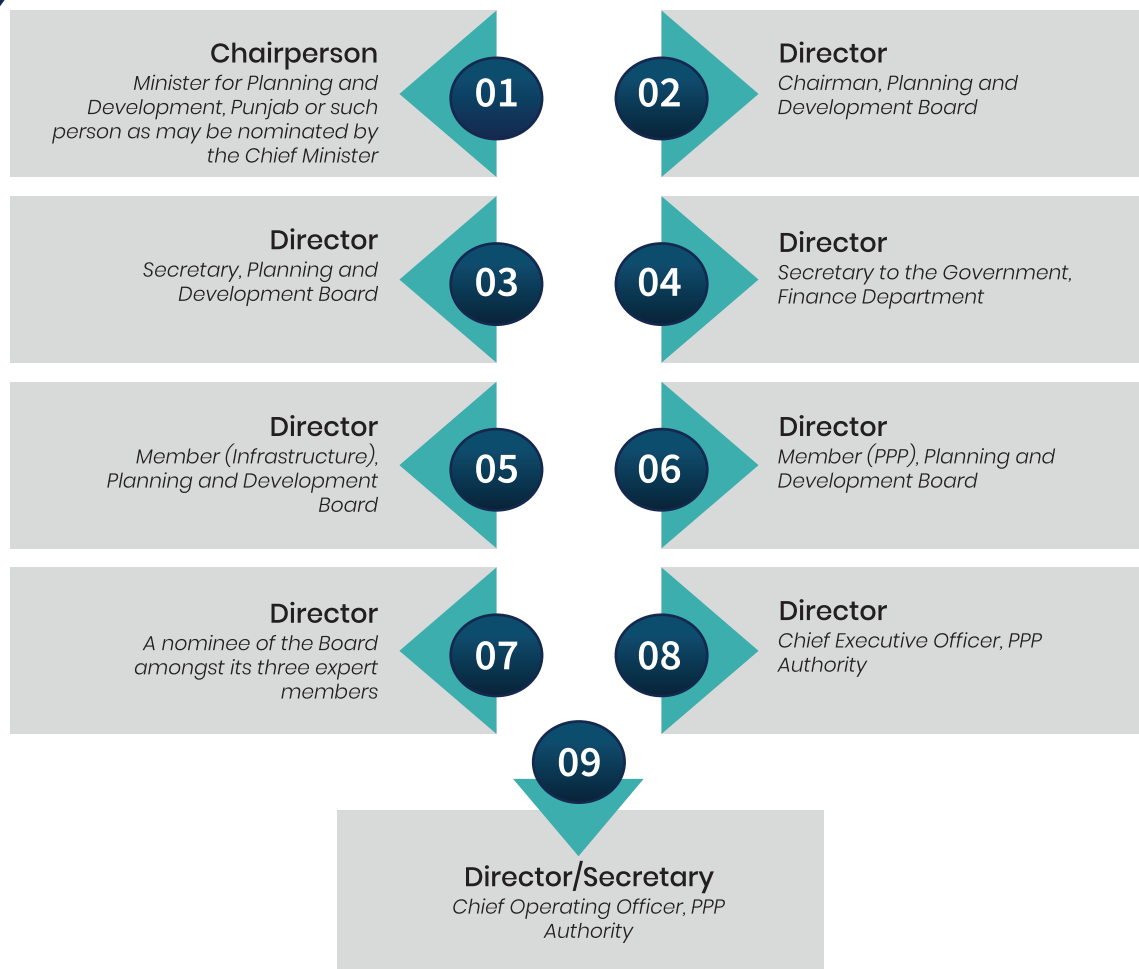 01
Chairperson
Minister for Planning and
Development, Punjab or such
person as may be nominated by
the Chief Minister
02
Director
Chairman, Planning and
Development Board
03
Director
Secretary, Planning and
Development Board
04
Director
Secretary to the Government,
Finance Department
05
Director
Member (Infrastructure),
Planning and Development
Board
06
Director
Member (PPP), Planning and
Development Board
07
Director
A nominee of the Board
amongst its three expert
members
08
Director
Chief Executive Officer, PPP
Authority
09
Director/Secretary
Chief Operating Officer, PPP
Authority